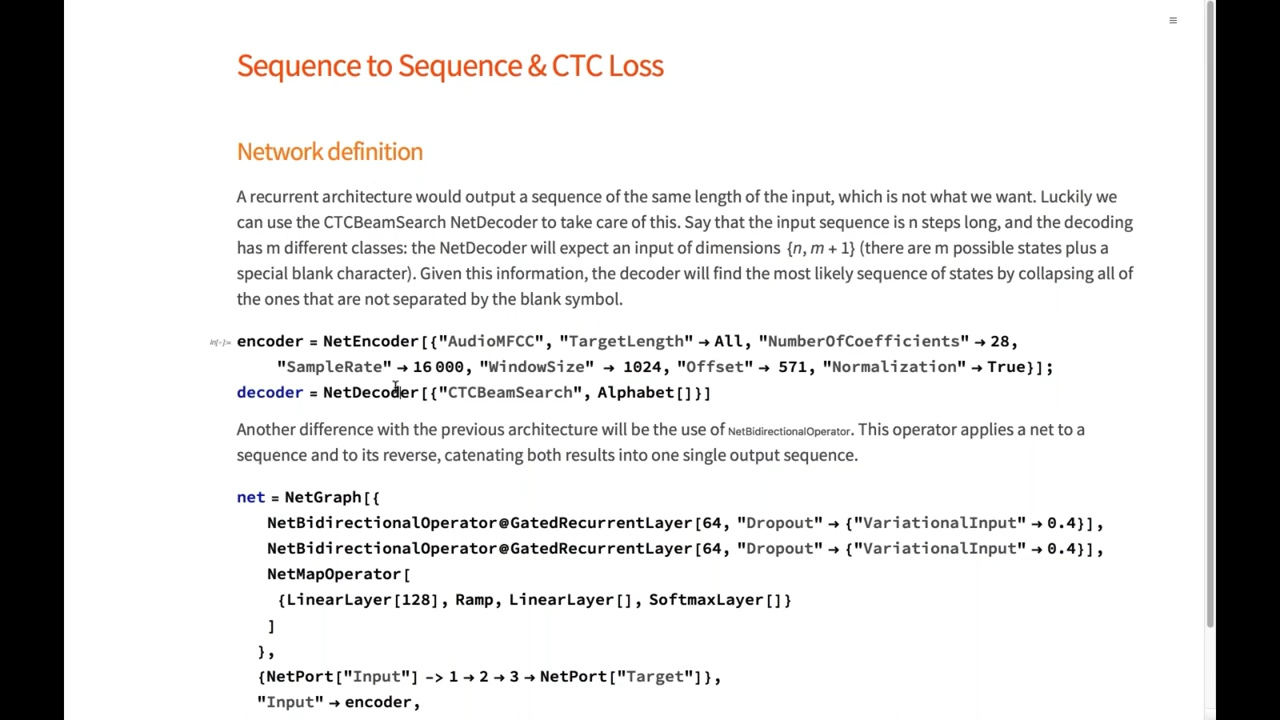 ≡
Sequence to Sequence & CTC Loss
Network definition
A recurrent architecture would output a sequence of the same length of the input, which is not what we want. Luckily we
can use the CTCBeamSearch NetDecoder to take care of this. Say that the input sequence is n steps long, and the decoding
has m different classes: the NetDecoder will expect an input of dimensions {n, m + 1} (there are m possible states plus a
special blank character). Given this information, the decoder will find the most likely sequence of states by collapsing all of
the ones that are not separated by the blank symbol.
In[•]:= encoder = NetEncoder[{"AudioMFCC", "TargetLength" → All, "NumberOfCoefficients" → 28,
"SampleRate" → 16 000, "WindowSize" → 1024, "Offset" → 571, "Normalization" → True}];
decoder = NetDecoder[{"CTCBeamSearch", Alphabet[]}]
Another difference with the previous architecture will be the use of NetBidirectionalOperator. This operator applies a net to a
sequence and to its reverse, catenating both results into one single output sequence.
net = NetGraph[{
NetBidirectionalOperator@GatedRecurrentLayer[64, "Dropout" → {"VariationalInput" → 0.4}],
NetBidirectionalOperator@GatedRecurrentLayer[64, "Dropout" → {"VariationalInput" → 0.4}],
NetMapOperator[
{LinearLayer[128], Ramp, LinearLayer[], SoftmaxLayer[]}
]
},
{NetPort["Input"] -> 1 → 2 → 3 → NetPort["Target"]},
"Input" → encoder,